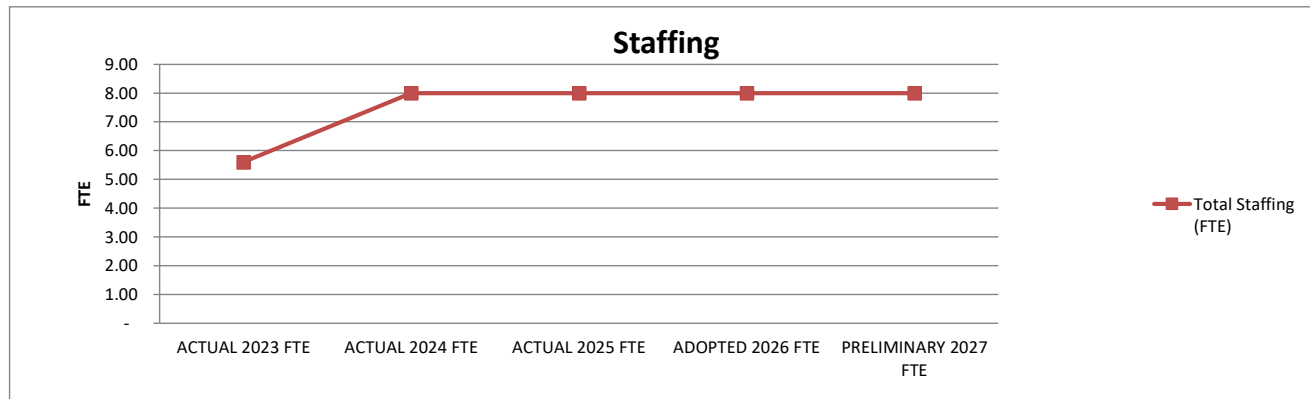 Staffing
9.00
8.00
7.00
6.00
5.00
4.00
3.00
2.00
1.00
-
FTE
ACTUAL 2023 FTE
ACTUAL 2024 FTE
ACTUAL 2025 FTE
ADOPTED 2026 FTE
PRELIMINARY 2027
FTE
Total Staffing
(FTE)